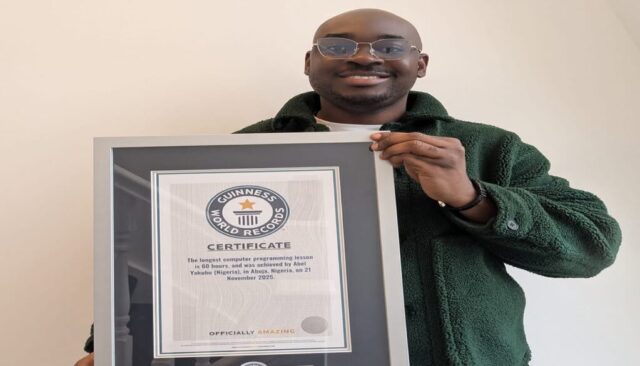 GUINNESS
WORLD RECORDS
CERTIFICATE
The longest computer programming lesson
is 60 hours, and was achieved by Abel
Yakubu (Nigeria), in Abuja, Nigeria, on 21
November 2025.
OFFICIALLY AMAZING